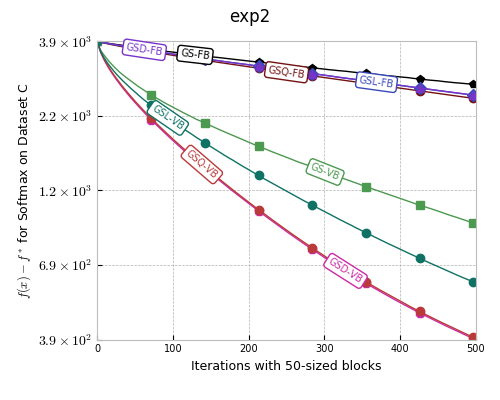 exp2
f(x) − f* for Softmax on Dataset C
3.9 × 10³
2.2 × 10³
1.2 × 10³
6.9 × 10²
3.9 × 10²
GSD-FB
GS-FB
GSQ-FB
GSL-FB
GSL-VB
GSQ-VB
GS-VB
GSD-VB
0 100 200 300 400 500
Iterations with 50-sized blocks